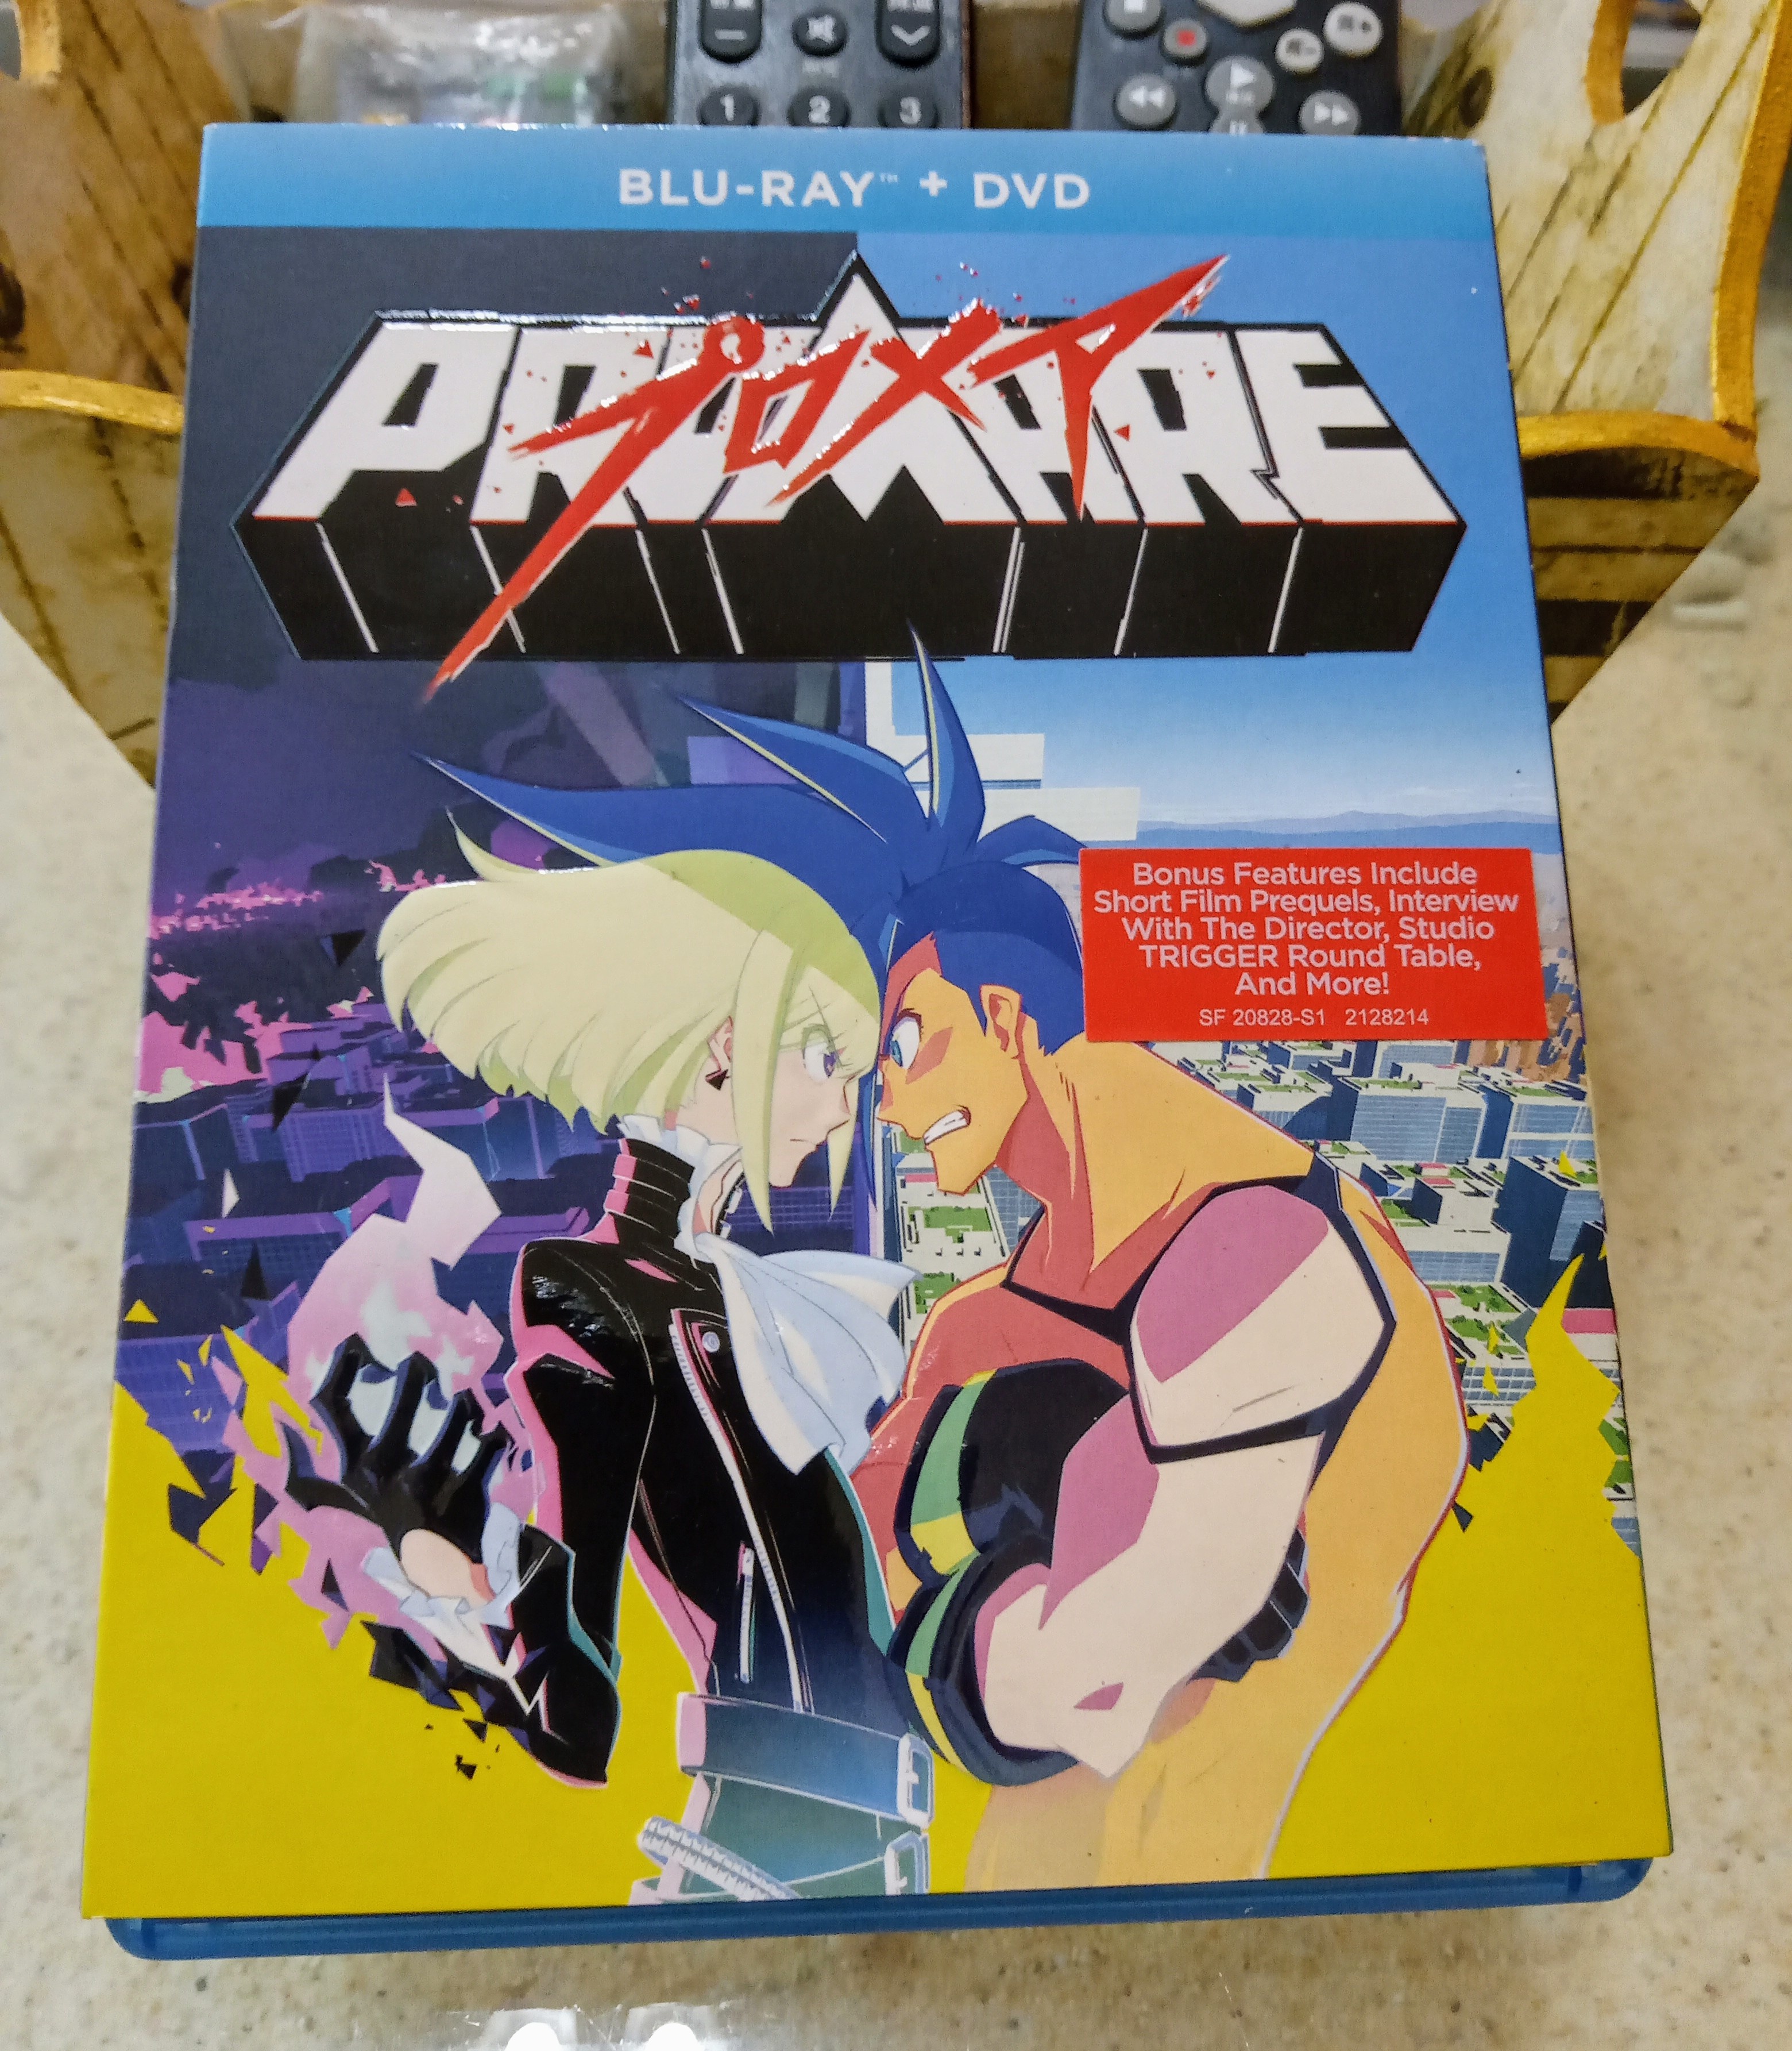 1 2 3
BLU-RAY™ + DVD
PROMARE
プロメア
Bonus Features Include
Short Film Prequels, Interview
With The Director, Studio
TRIGGER Round Table,
And More!
SF 20828-S1 2128214